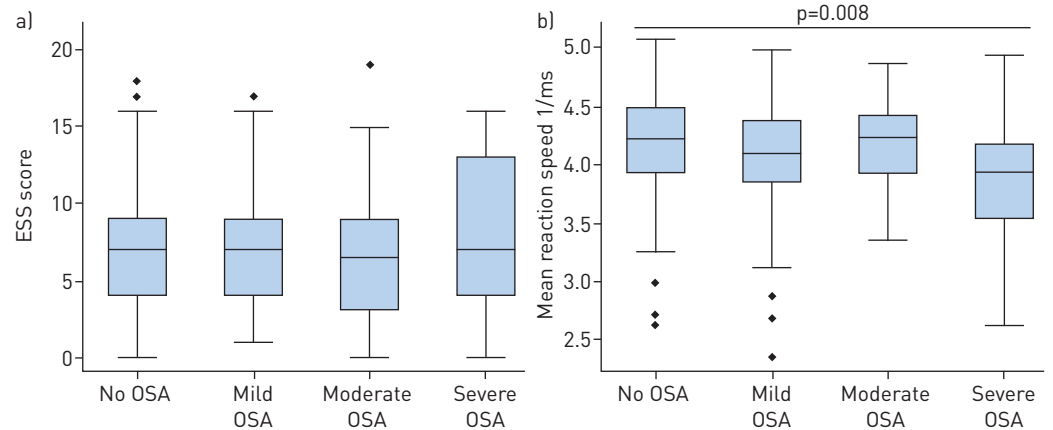 a)
20
15
10
5
0
ESS score
No OSA
Mild
OSA
Moderate
OSA
Severe
OSA
b)
p=0.008
5.0
4.5
4.0
3.5
3.0
2.5
Mean reaction speed 1/ms
No OSA
Mild
OSA
Moderate
OSA
Severe
OSA